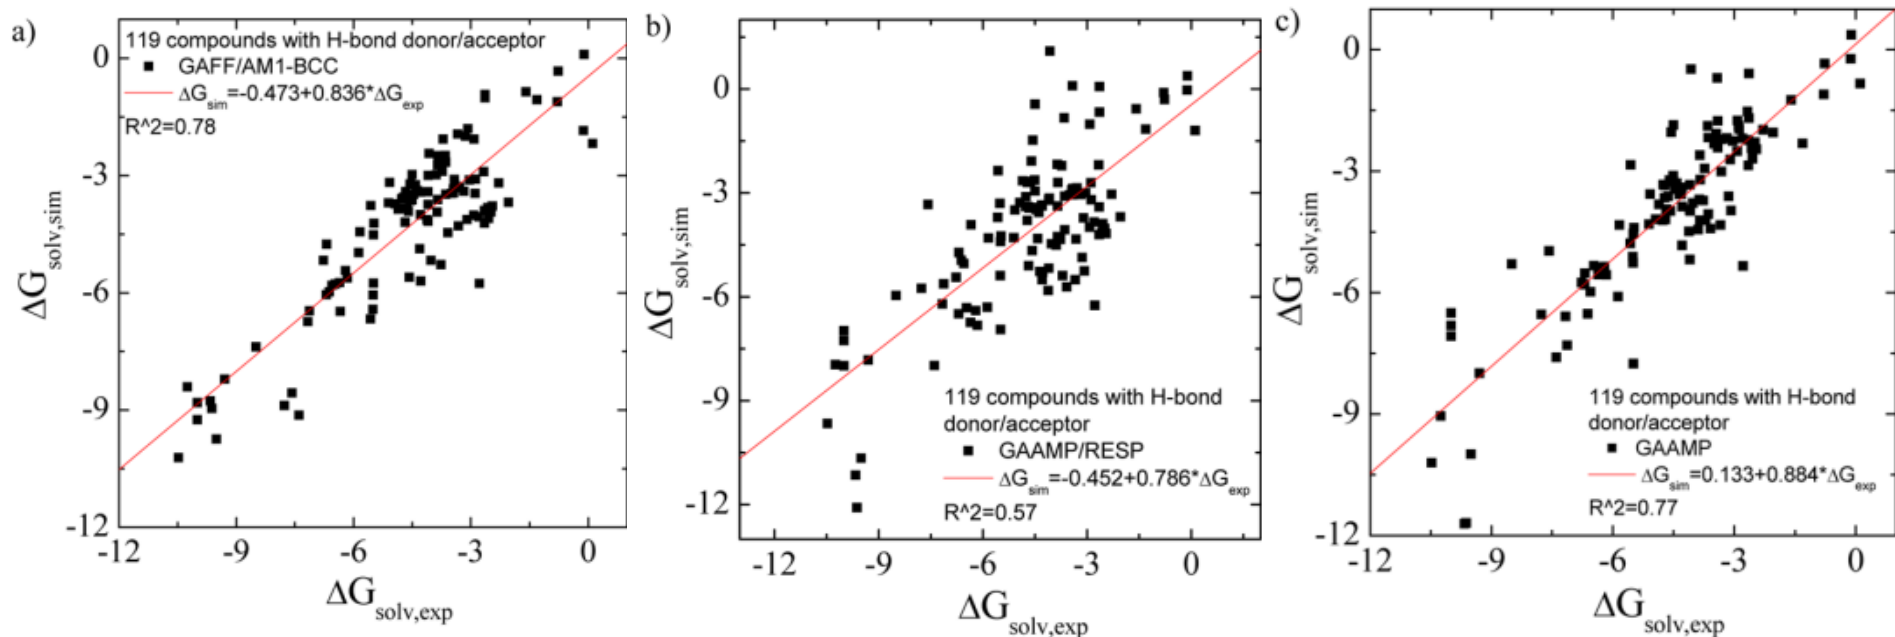 a)
119 compounds with H-bond donor/acceptor
GAFF/AM1-BCC
ΔGsim=-0.473+0.836*ΔGexp
R^2=0.78
0
-3
-6
-9
-12
ΔGsolv,sim
-12 -9 -6 -3 0
ΔGsolv,exp
b)
0
-3
-6
-9
-12
ΔGsolv,sim
119 compounds with H-bond
donor/acceptor
GAAMP/RESP
ΔGsim=-0.452+0.786*ΔGexp
R^2=0.57
-12 -9 -6 -3 0
ΔGsolv,exp
c)
0
-3
-6
-9
-12
ΔGsolv,sim
119 compounds with H-bond
donor/acceptor
GAAMP
ΔGsim=0.133+0.884*ΔGexp
R^2=0.77
-12 -9 -6 -3 0
ΔGsolv,exp